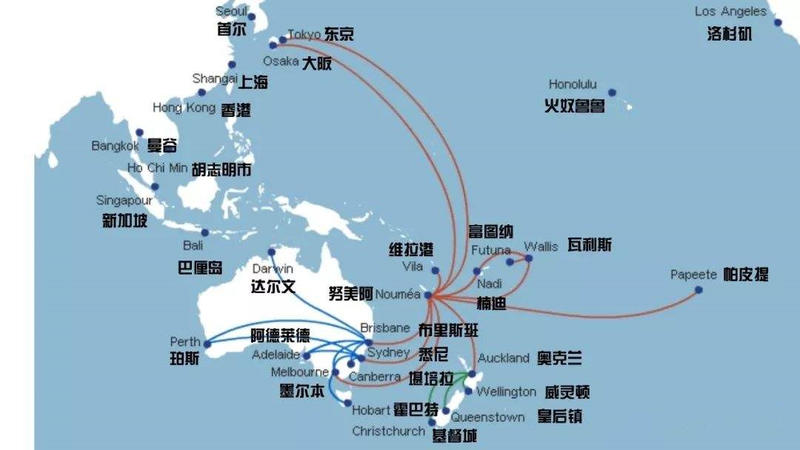 Seoul
首尔
Los Angeles
洛杉矶
Tokyo 东京
Osaka 大阪
Shangai 上海
Honolulu
火奴鲁鲁
Hong Kong 香港
Bangkok 曼谷
Ho Chi Min 胡志明市
Singapour
新加坡
Bali
巴厘岛
Darwin
达尔文
维拉港
Vila
富图纳
Futuna
Wallis 瓦利斯
Nadi
楠迪
Papeete 帕皮提
努美阿 Nouméa
Brisbane 布里斯班
Perth
珀斯
阿德莱德
Adelaide
Sydney 悉尼
Melbourne
墨尔本
Canberra 堪培拉
Auckland 奥克兰
Wellington 威灵顿
Hobart 霍巴特
Queenstown 皇后镇
Christchurch 基督城